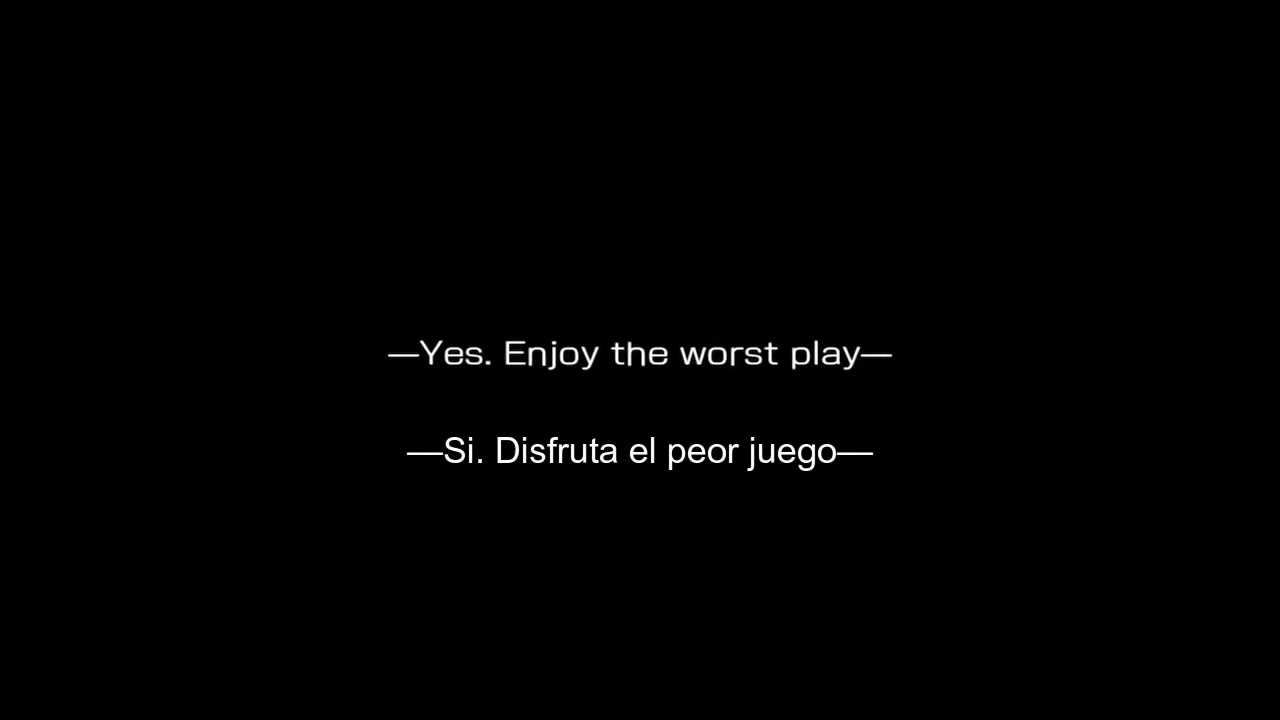 —Yes. Enjoy the worst play—
—Si. Disfruta el peor juego—